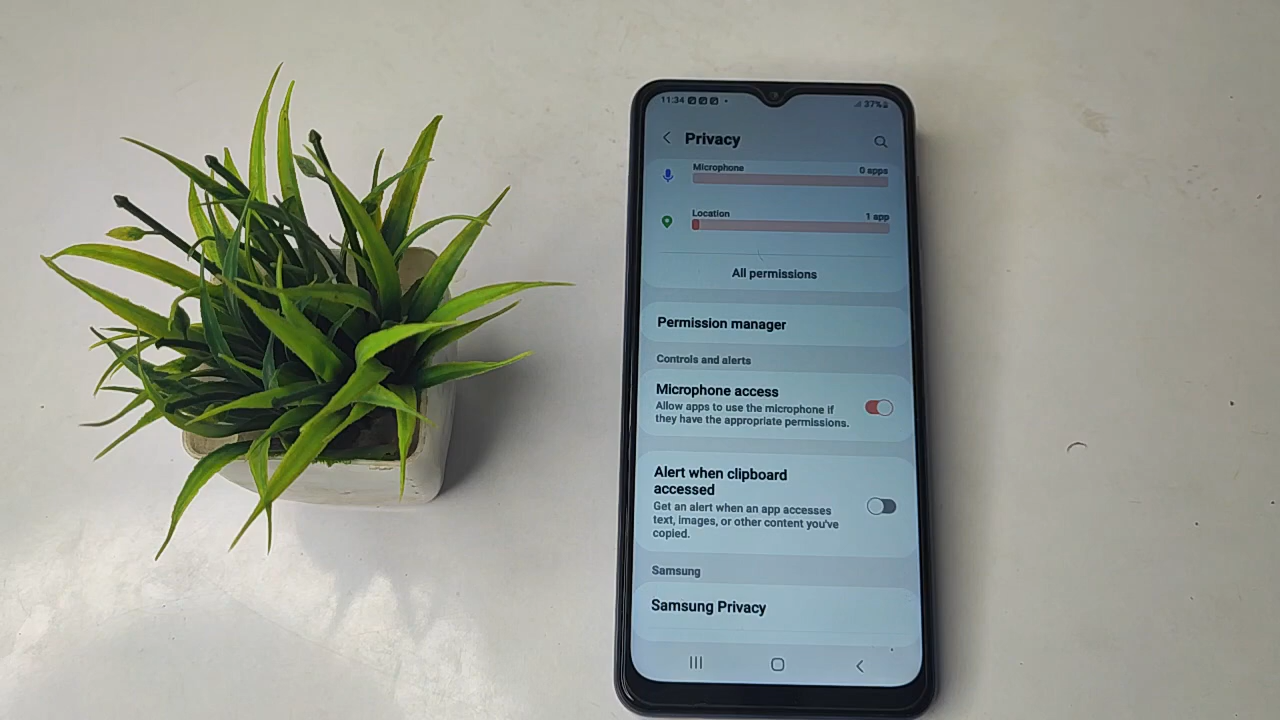 11:34
37%
Privacy
Microphone
0 apps
Location
1 app
All permissions
Permission manager
Controls and alerts
Microphone access
Allow apps to use the microphone if
they have the appropriate permissions.
Alert when clipboard
accessed
Get an alert when an app accesses
text, images, or other content you've
copied.
Samsung
Samsung Privacy